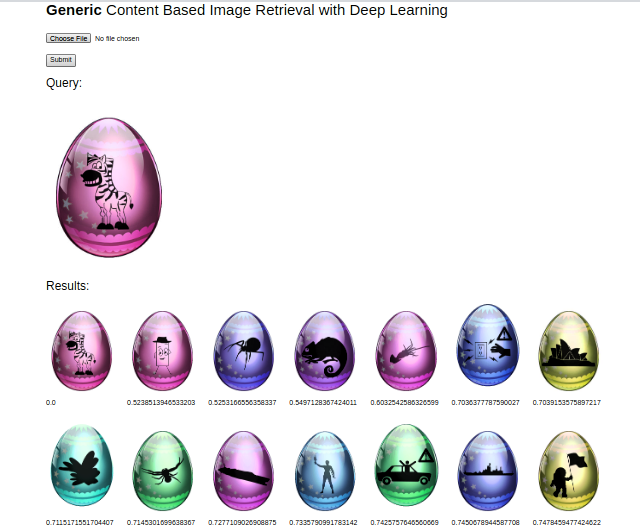 Generic Content Based Image Retrieval with Deep Learning
Choose File No file chosen
Submit
Query:
Results:
0.0 0.5238513946533203 0.5253166556358337 0.5497128367424011 0.6032542586326599 0.7036377787590027 0.7039153575897217
0.7115171551704407 0.7145301699638367 0.7277109026908875 0.7335790991783142 0.7425757646560669 0.7450678944587708 0.7478459477424622